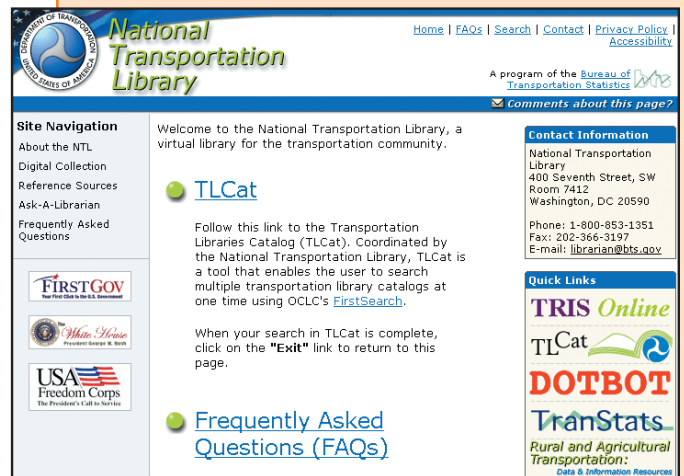 DEPARTMENT OF TRANSPORTATION
UNITED STATES OF AMERICA
National
Transportation
Library
Home | FAQs | Search | Contact | Privacy Policy |
Accessibility
A program of the Bureau of
Transportation Statistics
Comments about this page?
Site Navigation
About the NTL
Digital Collection
Reference Sources
Ask-A-Librarian
Frequently Asked
Questions
FIRSTGOV
Your First Click to the U.S. Government
The
White House
President George W. Bush
USA
Freedom Corps
The President's Call to Service
Welcome to the National Transportation Library, a
virtual library for the transportation community.
TLCat
Follow this link to the Transportation
Libraries Catalog (TLCat). Coordinated by
the National Transportation Library, TLCat is
a tool that enables the user to search
multiple transportation library catalogs at
one time using OCLC's FirstSearch.
When your search in TLCat is complete,
click on the "Exit" link to return to this
page.
Frequently Asked
Questions (FAQs)
Contact Information
National Transportation
Library
400 Seventh Street, SW
Room 7412
Washington, DC 20590
Phone: 1-800-853-1351
Fax: 202-366-3197
E-mail: librarian@bts.gov
Quick Links
TRIS Online
TLCat
DOTBOT
TranStats
Rural and Agricultural
Transportation:
Data & Information Resources